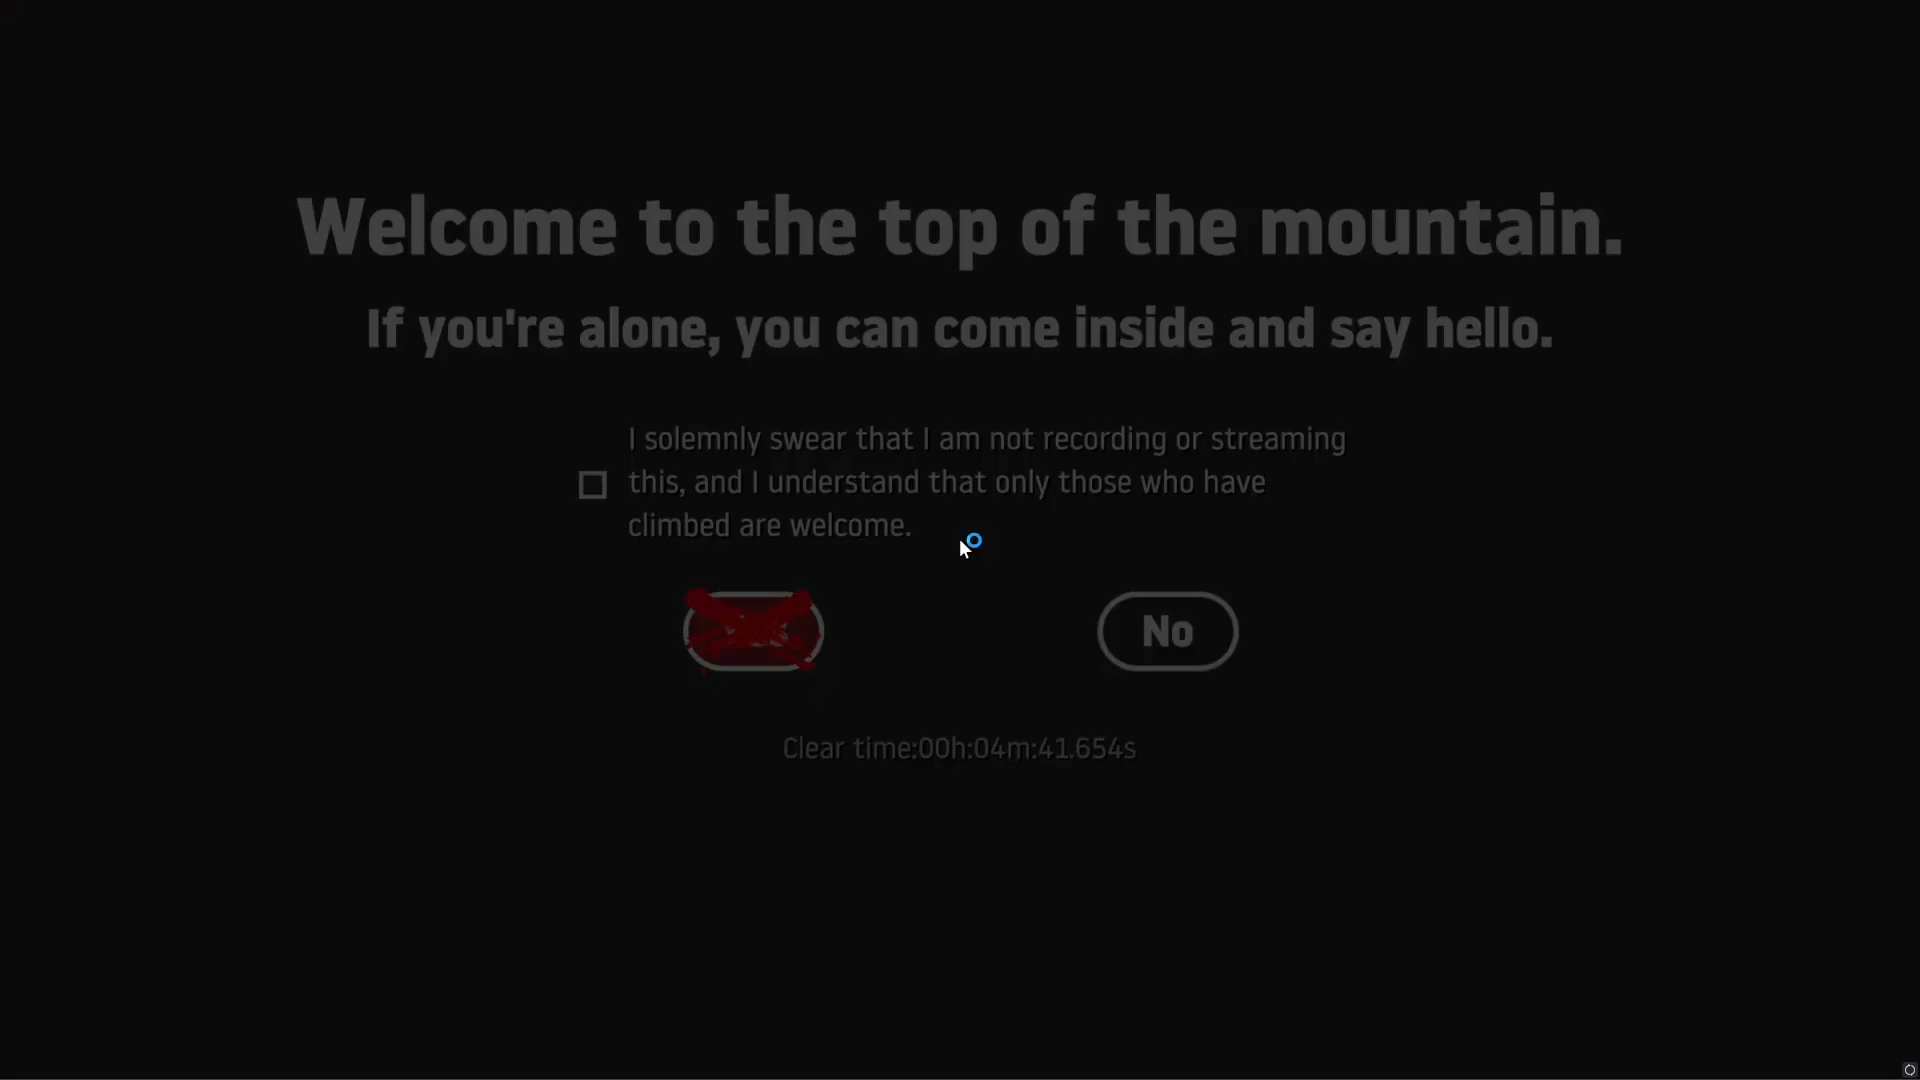 Welcome to the top of the mountain.
If you're alone, you can come inside and say hello.
I solemnly swear that I am not recording or streaming
this, and I understand that only those who have
climbed are welcome.
No
Clear time:00h:04m:41.654s